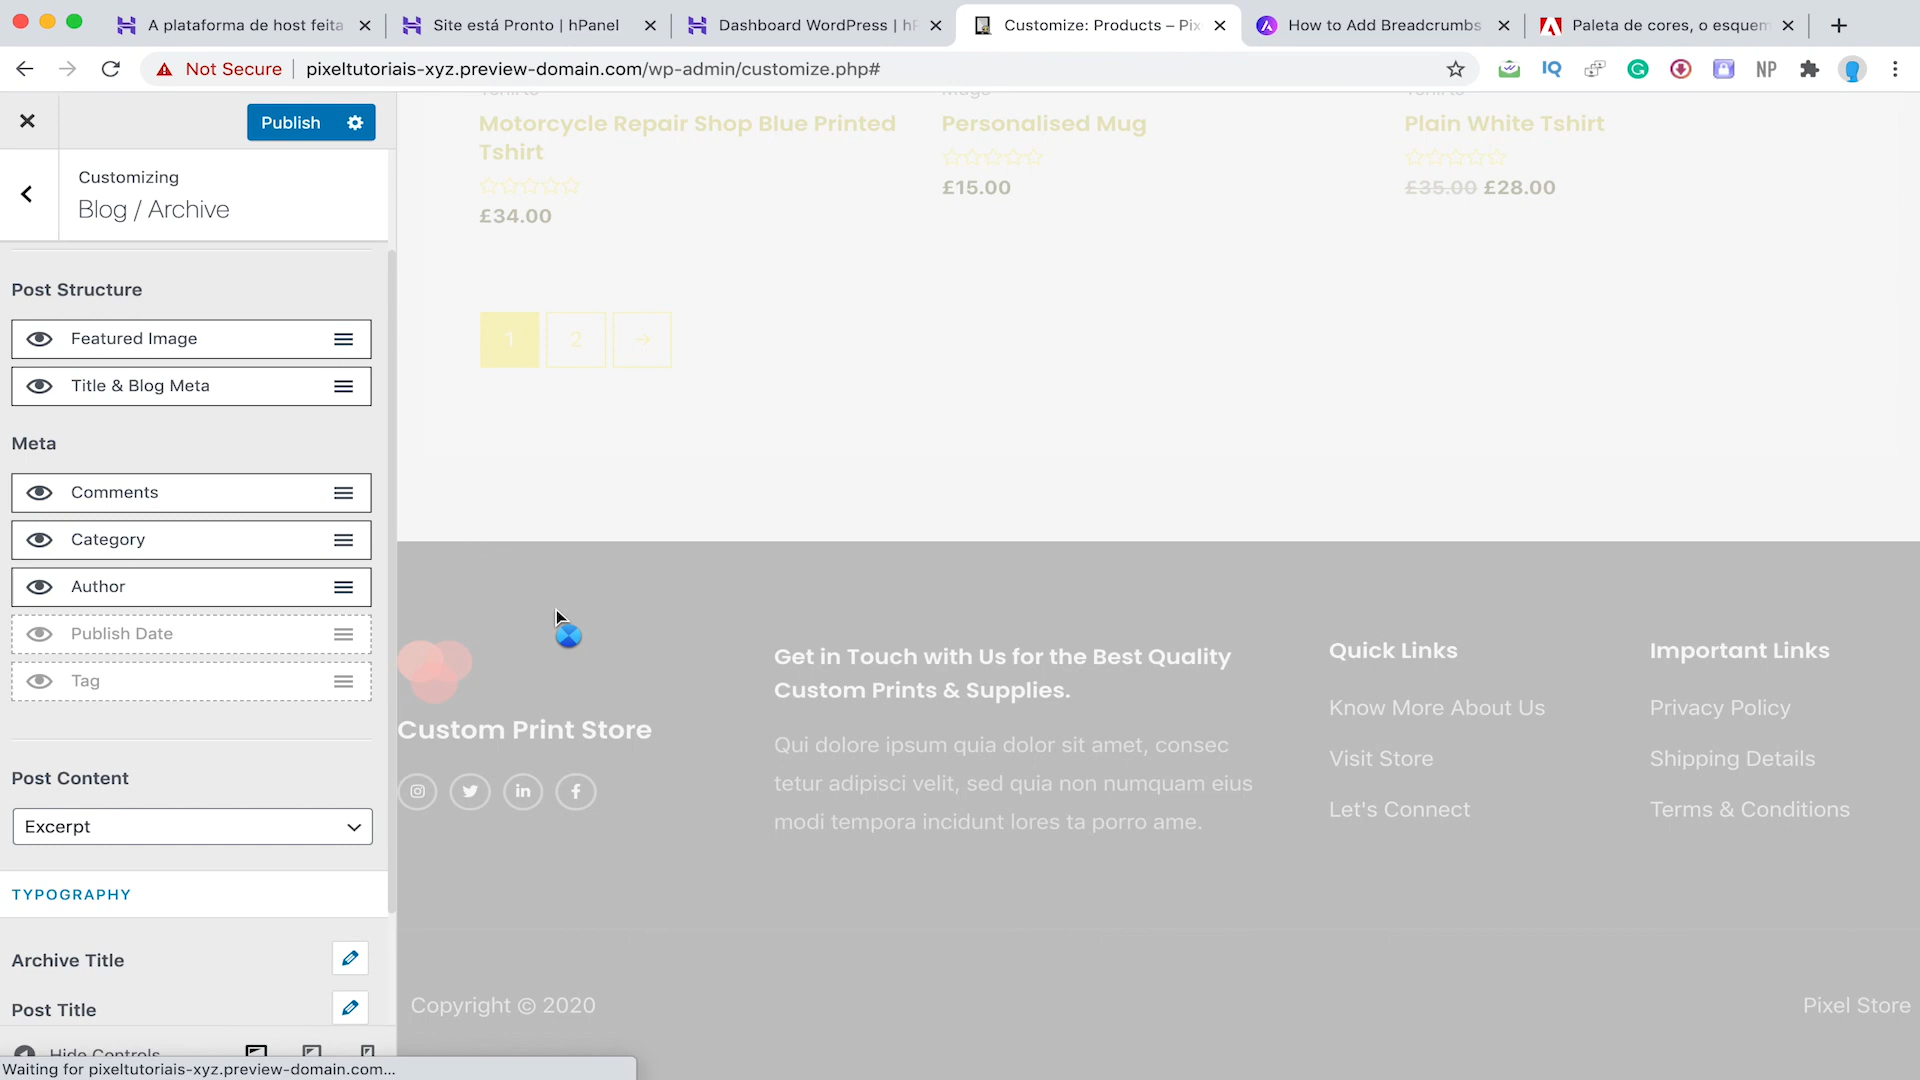 A plataforma de host feita
Site está Pronto | hPanel
Dashboard WordPress | hP
Customize: Products – Pix
How to Add Breadcrumbs
Paleta de cores, o esquem
Not Secure
pixeltutoriais-xyz.preview-domain.com/wp-admin/customize.php#
IQ
NP
Publish
Customizing
Blog / Archive
Post Structure
Featured Image
Title & Blog Meta
Meta
Comments
Category
Author
Publish Date
Tag
Post Content
Excerpt
TYPOGRAPHY
Archive Title
Post Title
Hide Controls
Waiting for pixeltutoriais-xyz.preview-domain.com...
Tshirts
Motorcycle Repair Shop Blue Printed
Tshirt
£34.00
Mugs
Personalised Mug
£15.00
Tshirts
Plain White Tshirt
£35.00 £28.00
1
2
→
Custom Print Store
Get in Touch with Us for the Best Quality
Custom Prints & Supplies.
Qui dolore ipsum quia dolor sit amet, consec
tetur adipisci velit, sed quia non numquam eius
modi tempora incidunt lores ta porro ame.
Quick Links
Know More About Us
Visit Store
Let's Connect
Important Links
Privacy Policy
Shipping Details
Terms & Conditions
Copyright © 2020
Pixel Store